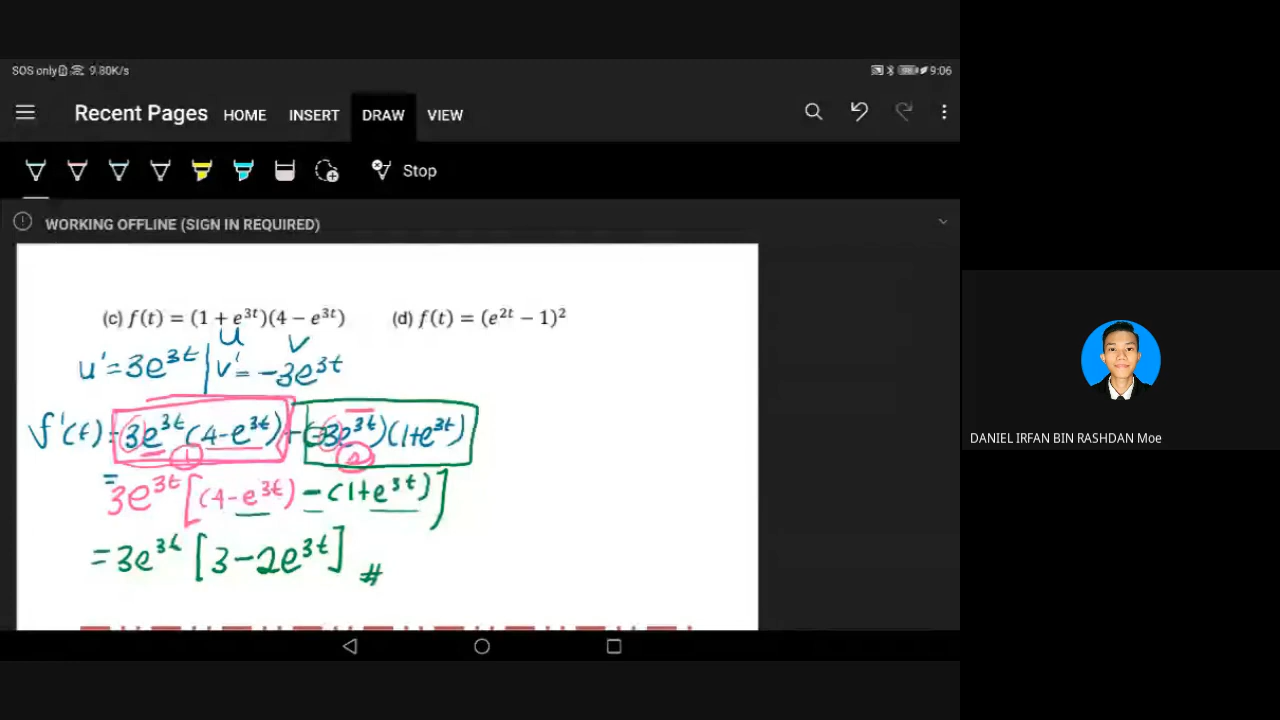 SOS only 9.80K/s 9:06
Recent Pages HOME INSERT DRAW VIEW
Stop
WORKING OFFLINE (SIGN IN REQUIRED)
(c) f(t) = (1 + e^{3t})(4 − e^{3t}) (d) f(t) = (e^{2t} − 1)^2
u v
u' = 3e^{3t} | v' = -3e^{3t}
f'(t) = 3e^{3t}(4-e^{3t}) + (-3e^{3t})(1+e^{3t})
1 2
= 3e^{3t}[(4-e^{3t}) - (1+e^{3t})]
= 3e^{3t}[3-2e^{3t}] #
DANIEL IRFAN BIN RASHDAN Moe